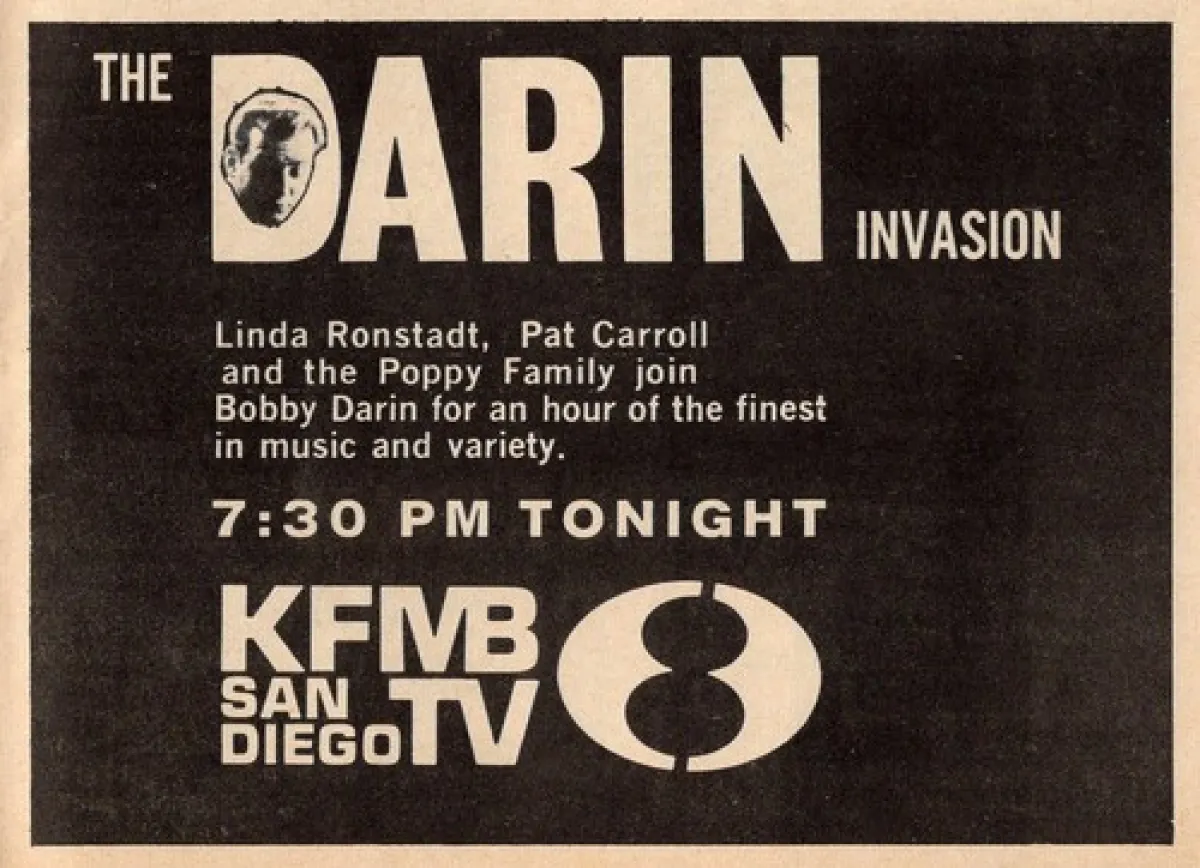 THE DARIN INVASION
Linda Ronstadt, Pat Carroll
and the Poppy Family join
Bobby Darin for an hour of the finest
in music and variety.
7:30 PM TONIGHT
KFMB
SAN
DIEGO TV
8